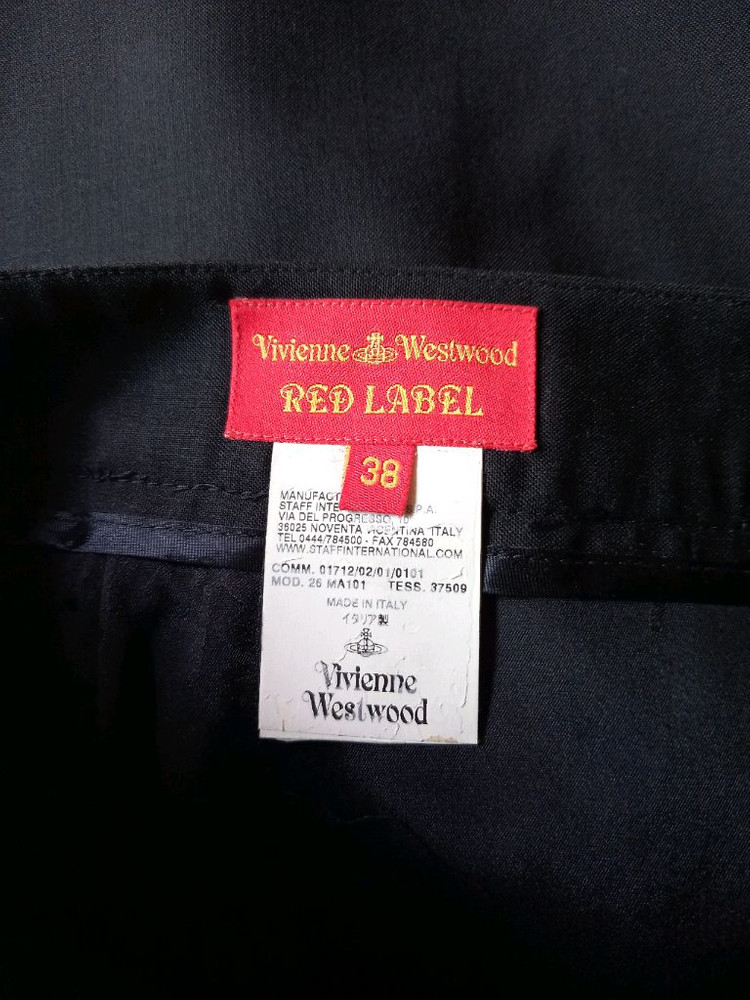 Vivienne Westwood
RED LABEL
38
MANUFACT
STAFF INTE S.P.A.
VIA DEL PROGRESSO, 10
36025 NOVENTA VICENTINA ITALY
TEL 0444/784500 - FAX 784580
WWW.STAFFINTERNATIONAL.COM
COMM. 01712/02/01/0101
MOD. 26 MA101 TESS. 37509
MADE IN ITALY
イタリア製
Vivienne
Westwood